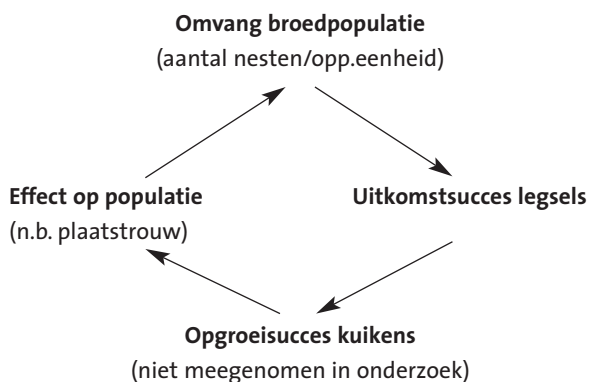 Omvang broedpopulatie
(aantal nesten/opp.eenheid)
Effect op populatie
(n.b. plaatstrouw)
Uitkomstsucces legsels
Opgroeisucces kuikens
(niet meegenomen in onderzoek)